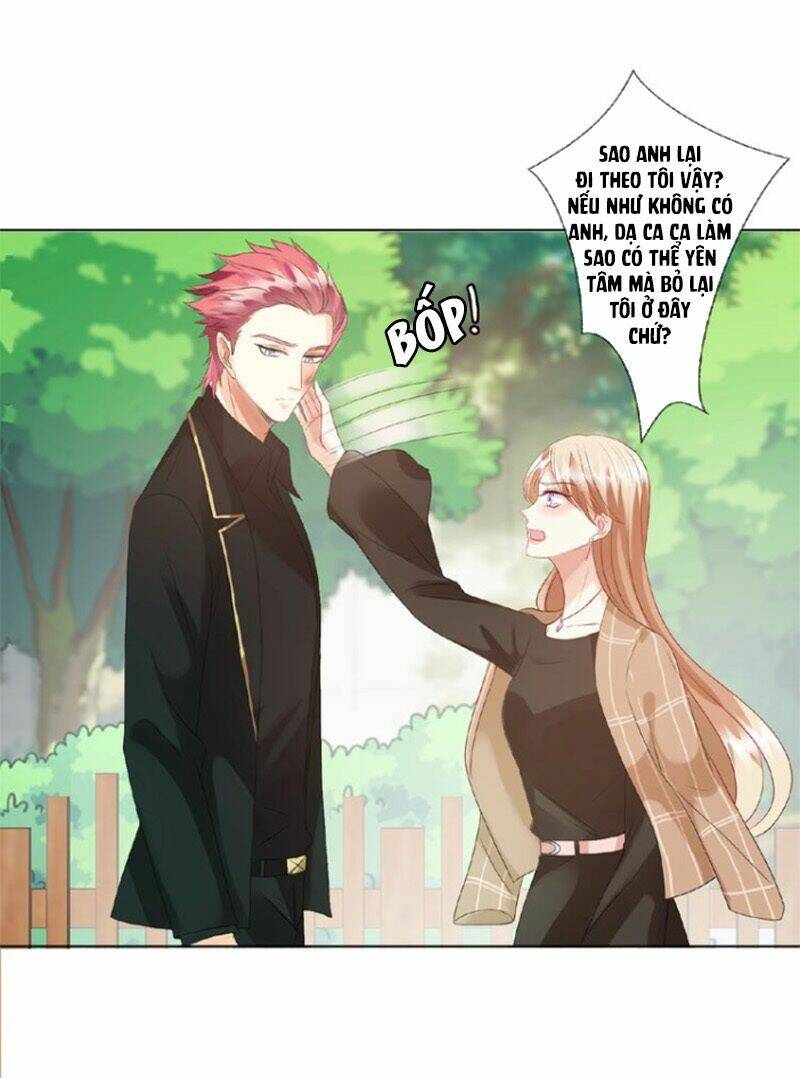 SAO ANH LẠI
ĐI THEO TÔI VẬY?
NẾU NHƯ KHÔNG CÓ
ANH, DẠ CA CA LÀM
SAO CÓ THỂ YÊN
TÂM MÀ BỎ LẠI
TÔI Ở ĐÂY
CHỨ?
BỐP!